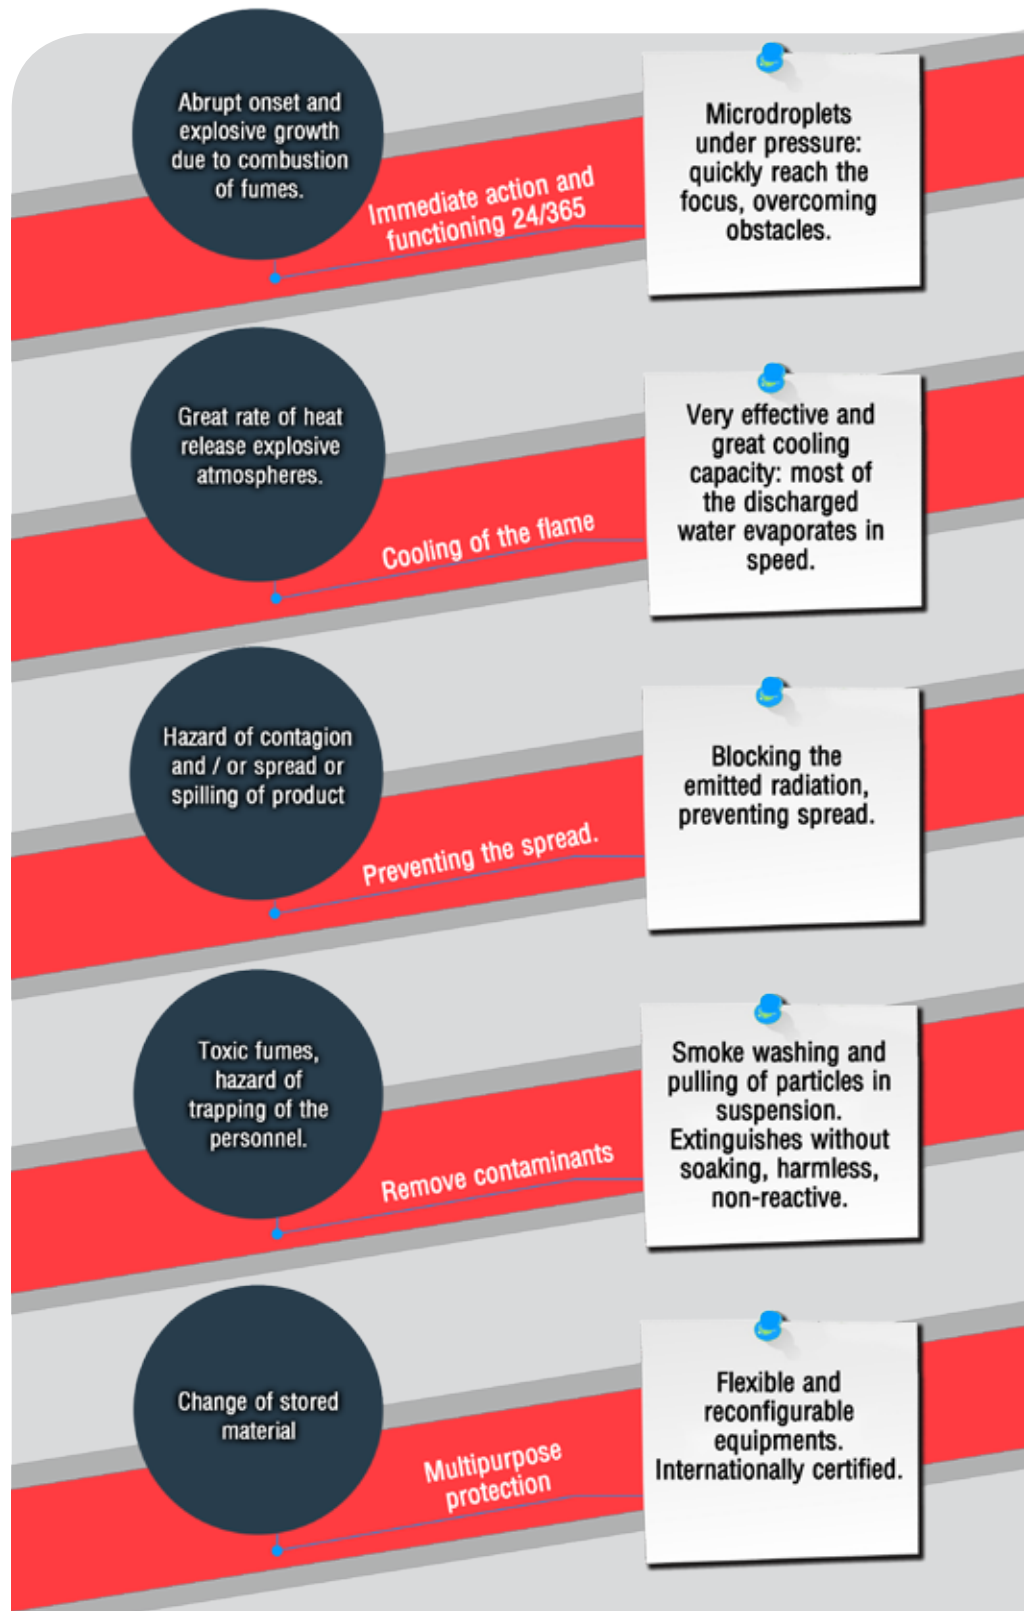 Abrupt onset and
explosive growth
due to combustion
of fumes.
Immediate action and
functioning 24/365
Microdroplets
under pressure:
quickly reach the
focus, overcoming
obstacles.
Great rate of heat
release explosive
atmospheres.
Cooling of the flame
Very effective and
great cooling
capacity: most of
the discharged
water evaporates in
speed.
Hazard of contagion
and / or spread or
spilling of product
Preventing the spread.
Blocking the
emitted radiation,
preventing spread.
Toxic fumes,
hazard of
trapping of the
personnel.
Remove contaminants
Smoke washing and
pulling of particles in
suspension.
Extinguishes without
soaking, harmless,
non-reactive.
Change of stored
material
Multipurpose
protection
Flexible and
reconfigurable
equipments.
Internationally certified.